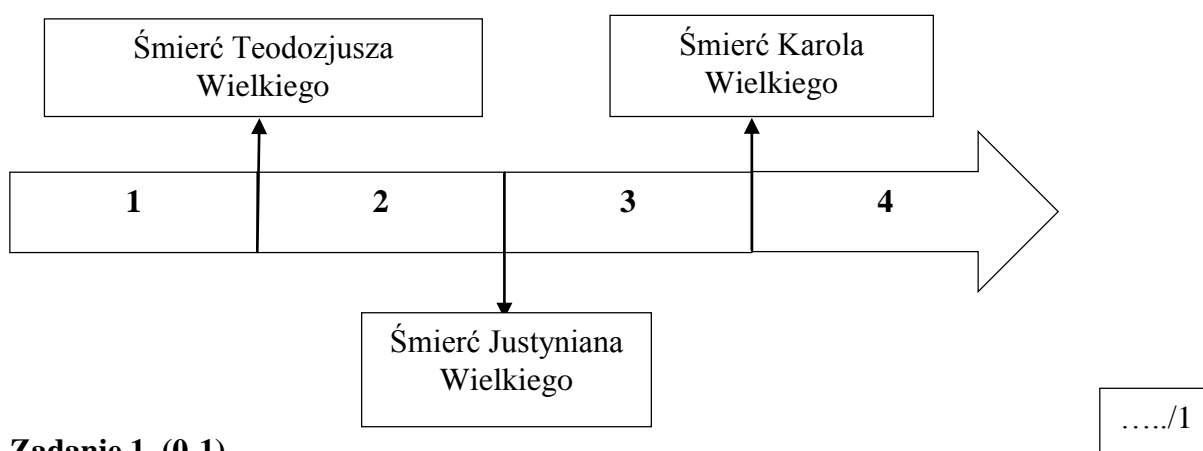 Śmierć Teodozjusza
Wielkiego
Śmierć Karola
Wielkiego
1
2
3
4
Śmierć Justyniana
Wielkiego
…../1
Zadanie 1. (0-1)